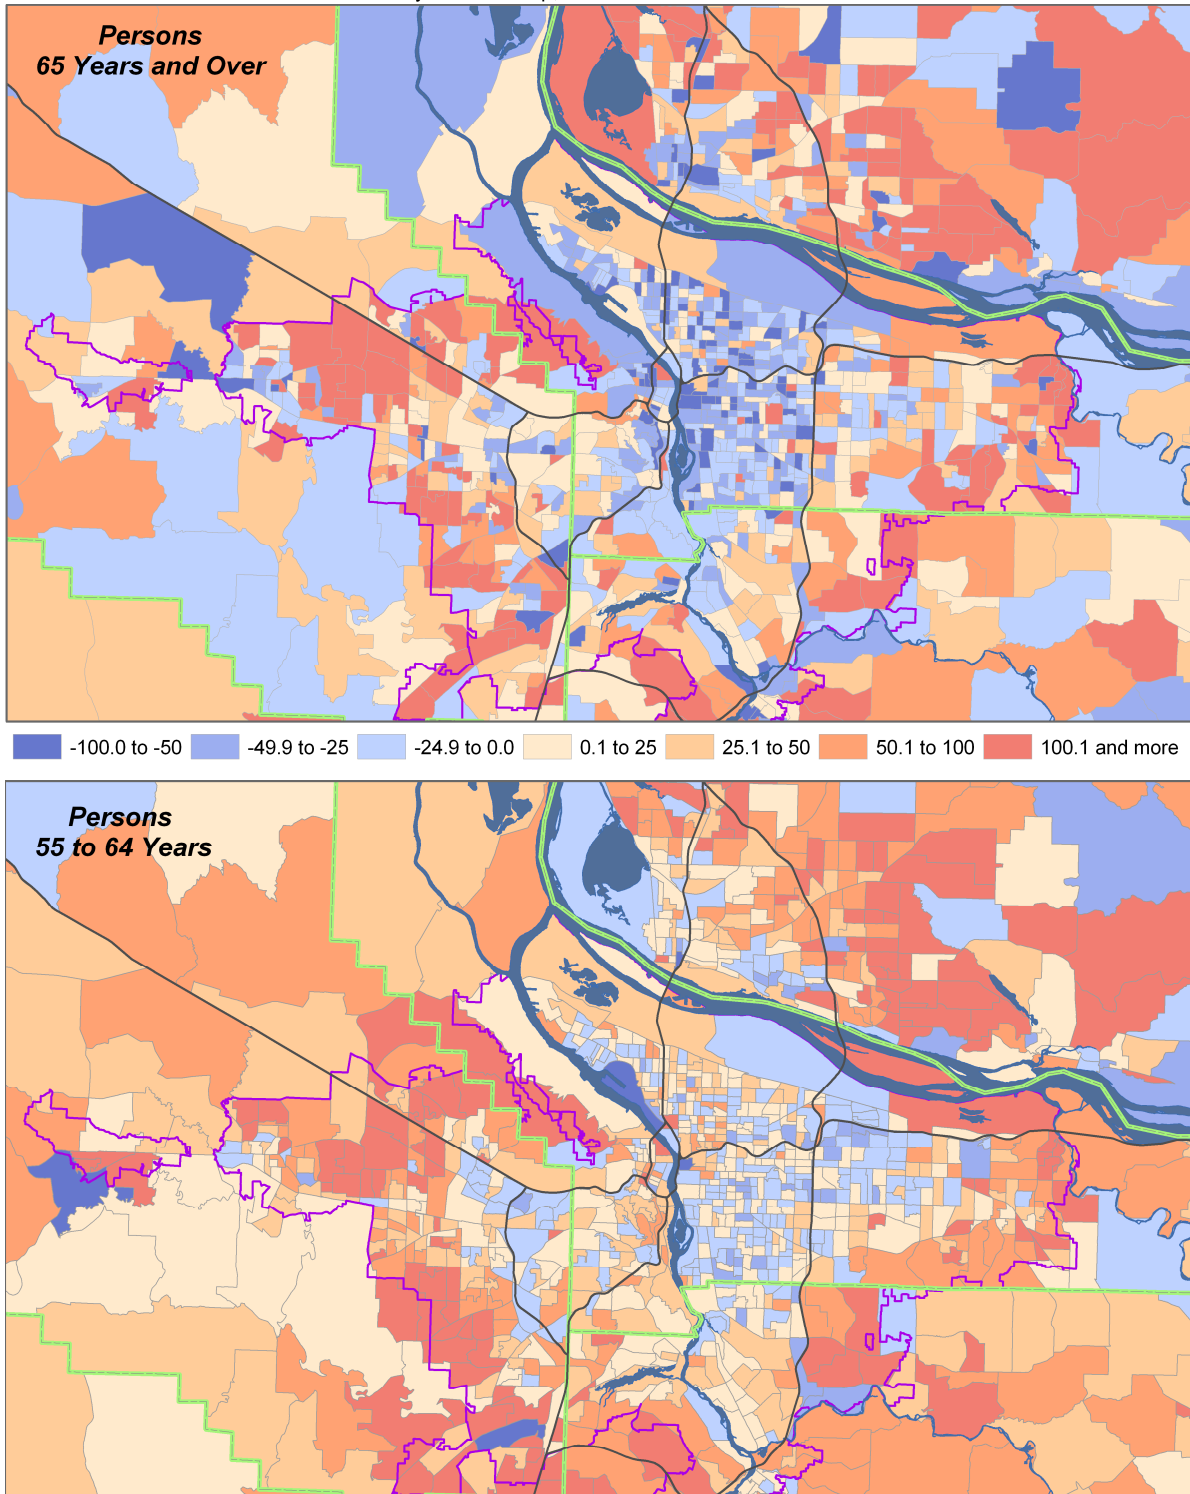 Persons
65 Years and Over
-100.0 to -50
-49.9 to -25
-24.9 to 0.0
0.1 to 25
25.1 to 50
50.1 to 100
100.1 and more
Persons
55 to 64 Years